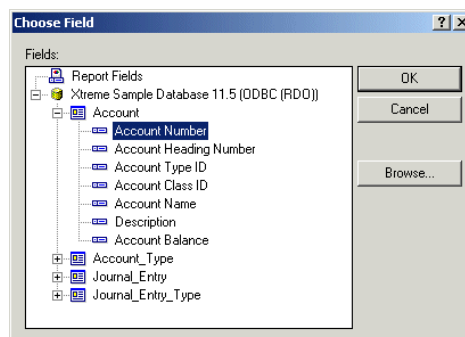 Choose Field
Fields:
Report Fields
Xtreme Sample Database 11.5 (ODBC (RDO))
Account
Account Number
Account Heading Number
Account Type ID
Account Class ID
Account Name
Description
Account Balance
Account_Type
Journal_Entry
Journal_Entry_Type
OK
Cancel
Browse...